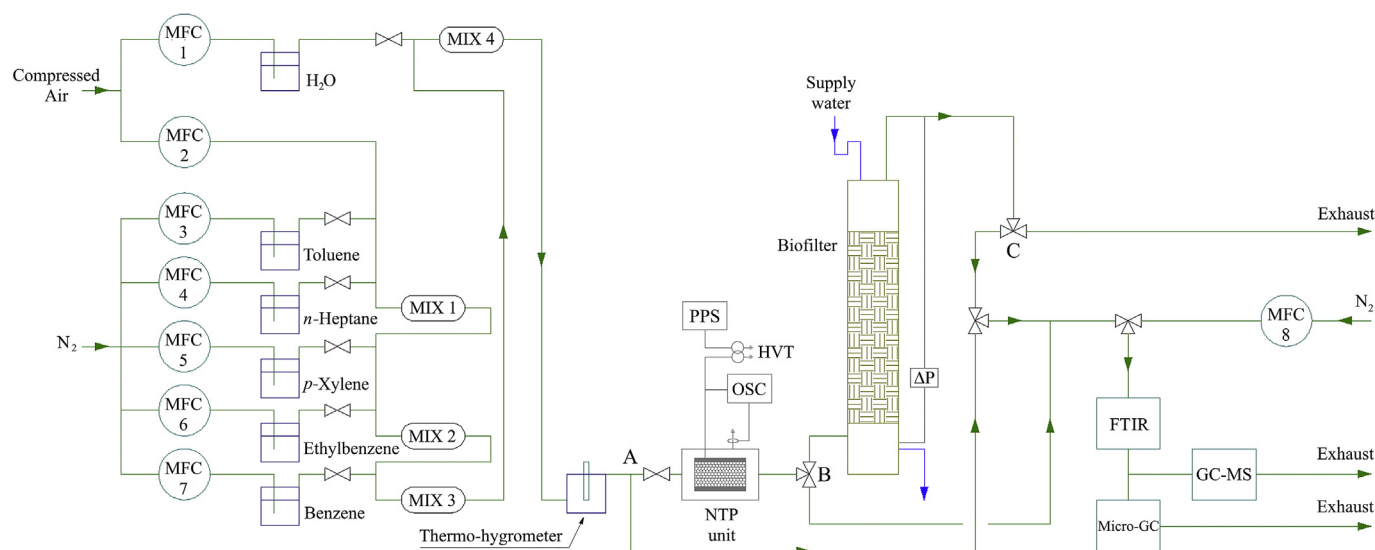 MFC
1
MIX 4
H₂O
Compressed
Air
MFC
2
MFC
3
Toluene
MFC
4
n-Heptane
MIX 1
N₂
MFC
5
p-Xylene
MFC
6
Ethylbenzene
MIX 2
MFC
7
Benzene
MIX 3
Thermo-hygrometer
A
PPS
HVT
OSC
NTP
unit
B
Supply
water
Biofilter
ΔP
C
Exhaust
N₂
MFC
8
FTIR
GC-MS
Exhaust
Micro-GC
Exhaust